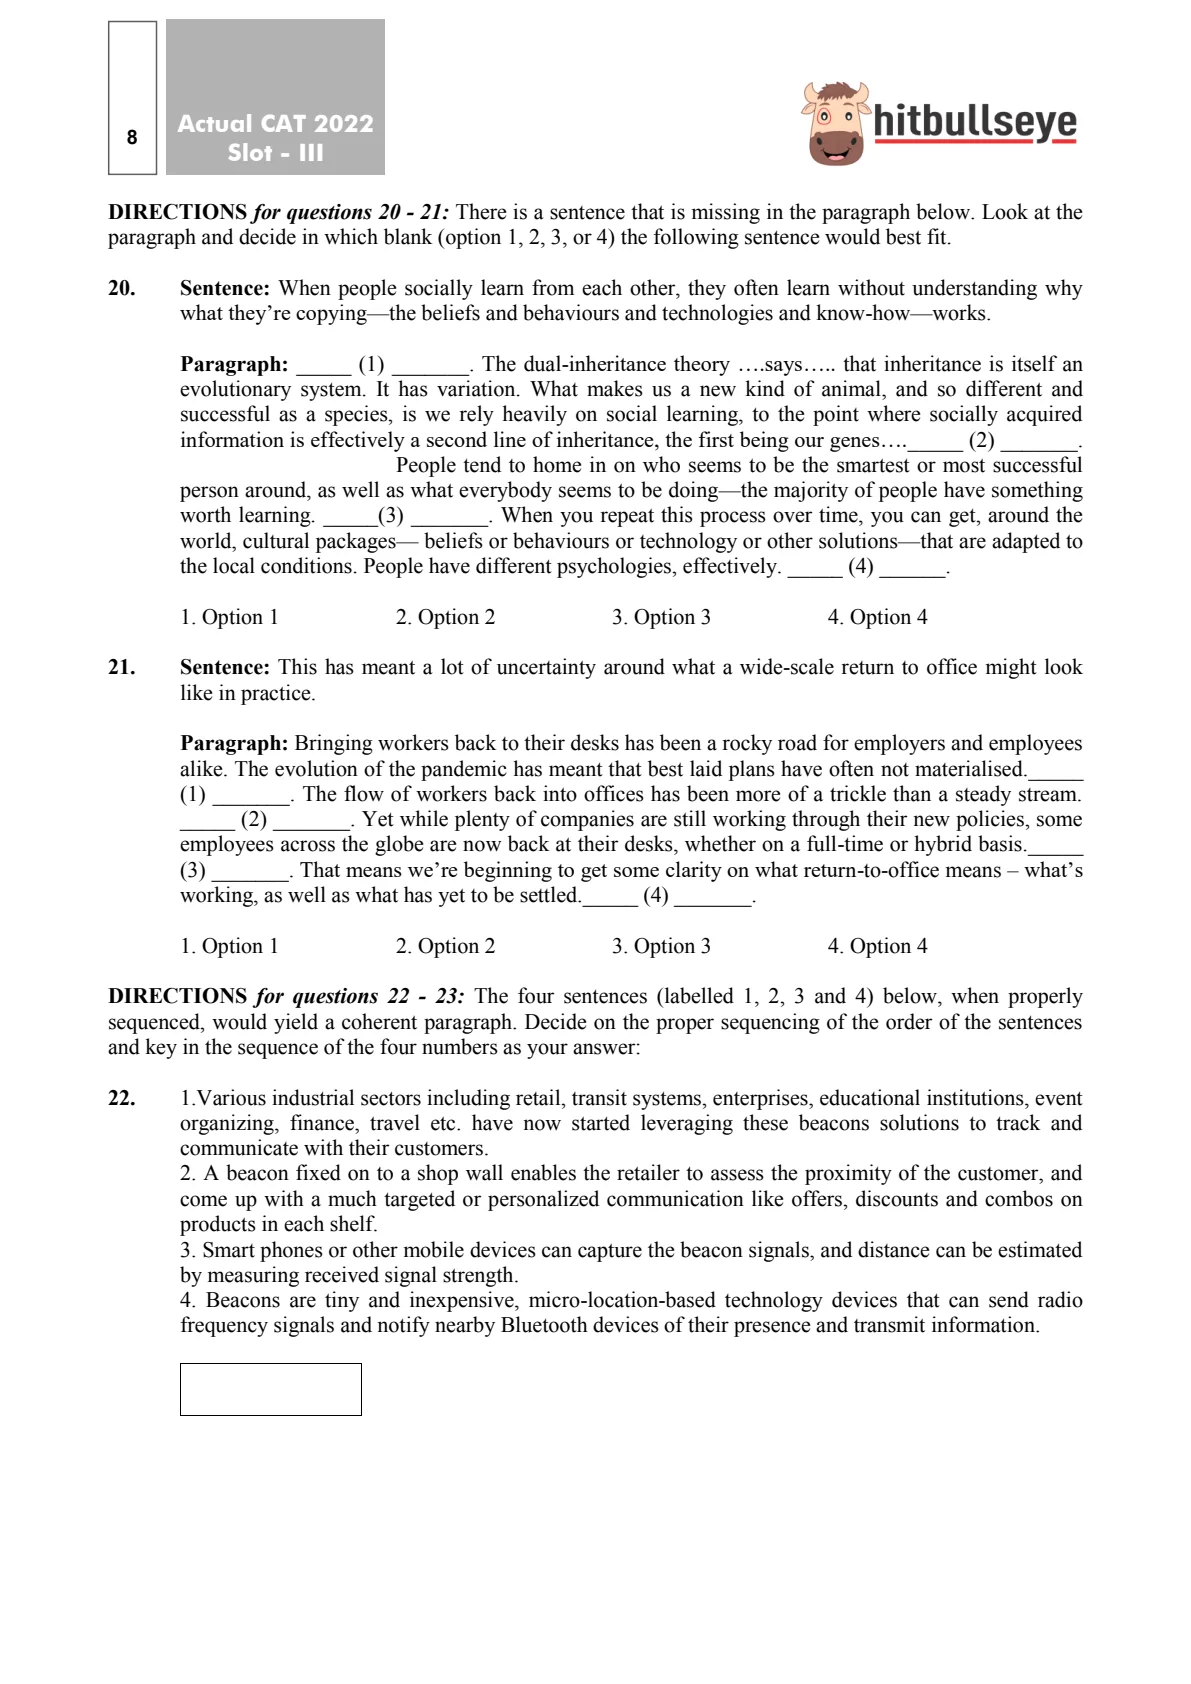 8
Actual CAT 2022
Slot - III
hitbullseye
DIRECTIONS for questions 20 - 21: There is a sentence that is missing in the paragraph below. Look at the
paragraph and decide in which blank (option 1, 2, 3, or 4) the following sentence would best fit.
20. Sentence: When people socially learn from each other, they often learn without understanding why
what they’re copying—the beliefs and behaviours and technologies and know-how—works.
Paragraph: _____ (1) _______. The dual-inheritance theory ….says….. that inheritance is itself an
evolutionary system. It has variation. What makes us a new kind of animal, and so different and
successful as a species, is we rely heavily on social learning, to the point where socially acquired
information is effectively a second line of inheritance, the first being our genes…._____ (2) _______.
People tend to home in on who seems to be the smartest or most successful
person around, as well as what everybody seems to be doing—the majority of people have something
worth learning. _____(3) _______. When you repeat this process over time, you can get, around the
world, cultural packages— beliefs or behaviours or technology or other solutions—that are adapted to
the local conditions. People have different psychologies, effectively. _____ (4) ______.
1. Option 1 2. Option 2 3. Option 3 4. Option 4
21. Sentence: This has meant a lot of uncertainty around what a wide-scale return to office might look
like in practice.
Paragraph: Bringing workers back to their desks has been a rocky road for employers and employees
alike. The evolution of the pandemic has meant that best laid plans have often not materialised._____
(1) _______. The flow of workers back into offices has been more of a trickle than a steady stream.
_____ (2) _______. Yet while plenty of companies are still working through their new policies, some
employees across the globe are now back at their desks, whether on a full-time or hybrid basis._____
(3) _______. That means we’re beginning to get some clarity on what return-to-office means – what’s
working, as well as what has yet to be settled._____ (4) _______.
1. Option 1 2. Option 2 3. Option 3 4. Option 4
DIRECTIONS for questions 22 - 23: The four sentences (labelled 1, 2, 3 and 4) below, when properly
sequenced, would yield a coherent paragraph. Decide on the proper sequencing of the order of the sentences
and key in the sequence of the four numbers as your answer:
22. 1.Various industrial sectors including retail, transit systems, enterprises, educational institutions, event
organizing, finance, travel etc. have now started leveraging these beacons solutions to track and
communicate with their customers.
2. A beacon fixed on to a shop wall enables the retailer to assess the proximity of the customer, and
come up with a much targeted or personalized communication like offers, discounts and combos on
products in each shelf.
3. Smart phones or other mobile devices can capture the beacon signals, and distance can be estimated
by measuring received signal strength.
4. Beacons are tiny and inexpensive, micro-location-based technology devices that can send radio
frequency signals and notify nearby Bluetooth devices of their presence and transmit information.